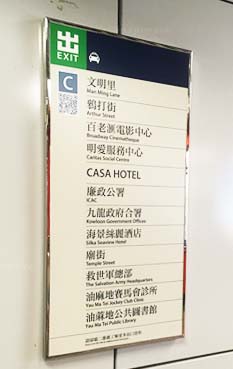 出
EXIT
C
文明里
Man Ming Lane
鴉打街
Arthur Street
百老滙電影中心
Broadway Cinematheque
明愛服務中心
Caritas Social Centre
CASA HOTEL
廉政公署
ICAC
九龍政府合署
Kowloon Government Offices
海景絲麗酒店
Silka Seaview Hotel
廟街
Temple Street
救世軍總部
The Salvation Army Headquarters
油麻地賽馬會診所
Yau Ma Tei Jockey Club Clinic
油麻地公共圖書館
Yau Ma Tei Public Library